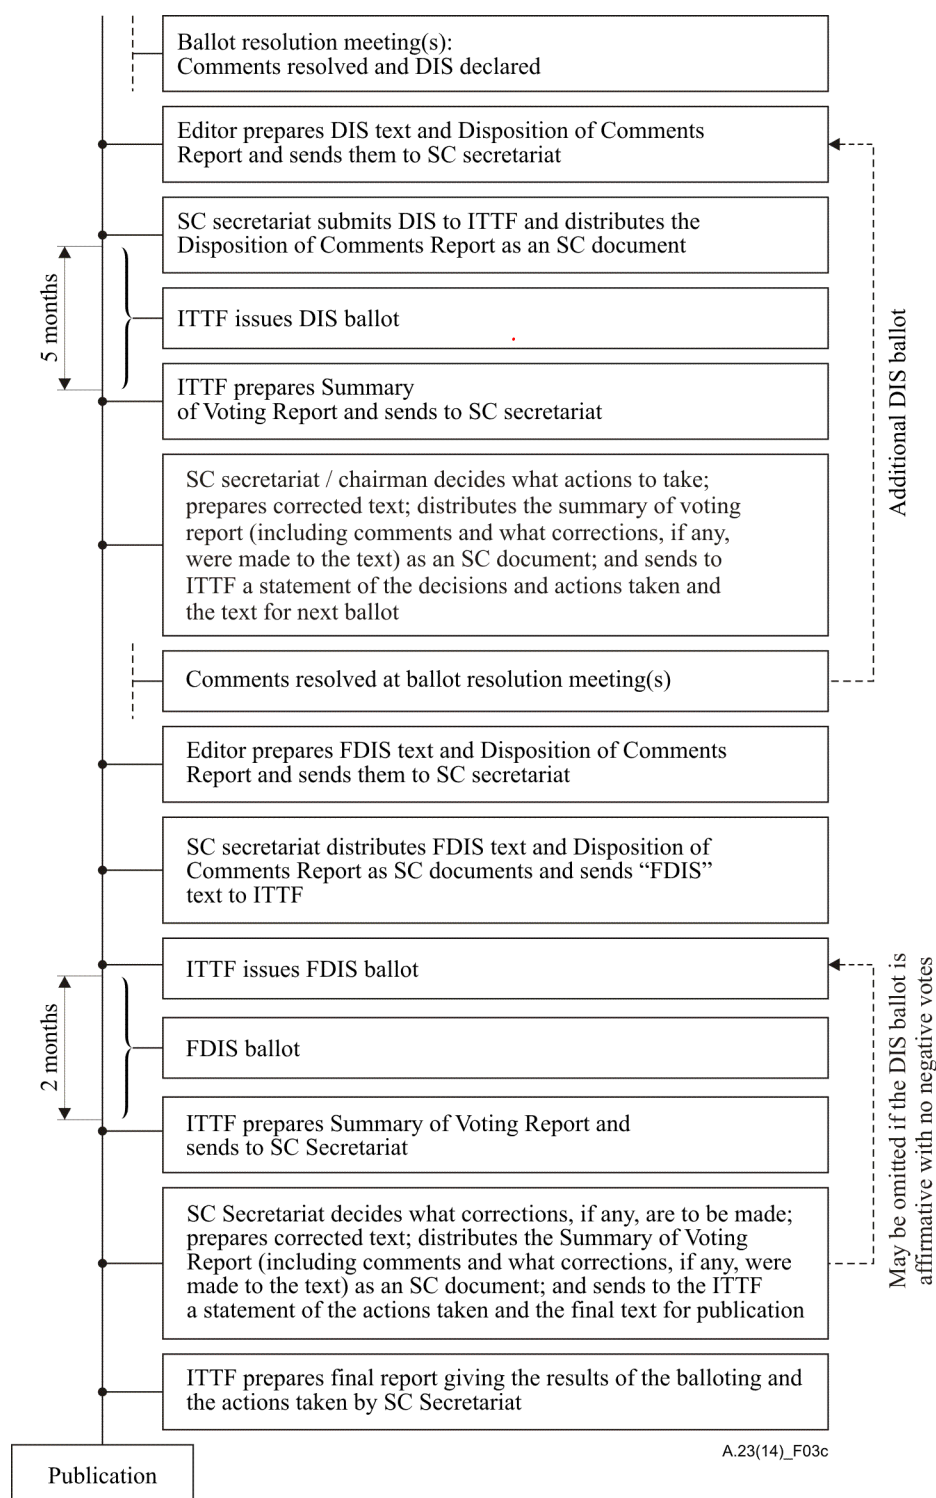 Ballot resolution meeting(s):
Comments resolved and DIS declared
Editor prepares DIS text and Disposition of Comments
Report and sends them to SC secretariat
SC secretariat submits DIS to ITTF and distributes the
Disposition of Comments Report as an SC document
5 months
ITTF issues DIS ballot
ITTF prepares Summary
of Voting Report and sends to SC secretariat
Additional DIS ballot
SC secretariat / chairman decides what actions to take;
prepares corrected text; distributes the summary of voting
report (including comments and what corrections, if any,
were made to the text) as an SC document; and sends to
ITTF a statement of the decisions and actions taken and
the text for next ballot
Comments resolved at ballot resolution meeting(s)
Editor prepares FDIS text and Disposition of Comments
Report and sends them to SC secretariat
SC secretariat distributes FDIS text and Disposition of
Comments Report as SC documents and sends “FDIS”
text to ITTF
ITTF issues FDIS ballot
2 months
FDIS ballot
ITTF prepares Summary of Voting Report and
sends to SC Secretariat
May be omitted if the DIS ballot is
affirmative with no negative votes
SC Secretariat decides what corrections, if any, are to be made;
prepares corrected text; distributes the Summary of Voting
Report (including comments and what corrections, if any, were
made to the text) as an SC document; and sends to the ITTF
a statement of the actions taken and the final text for publication
ITTF prepares final report giving the results of the balloting and
the actions taken by SC Secretariat
A.23(14)_F03c
Publication